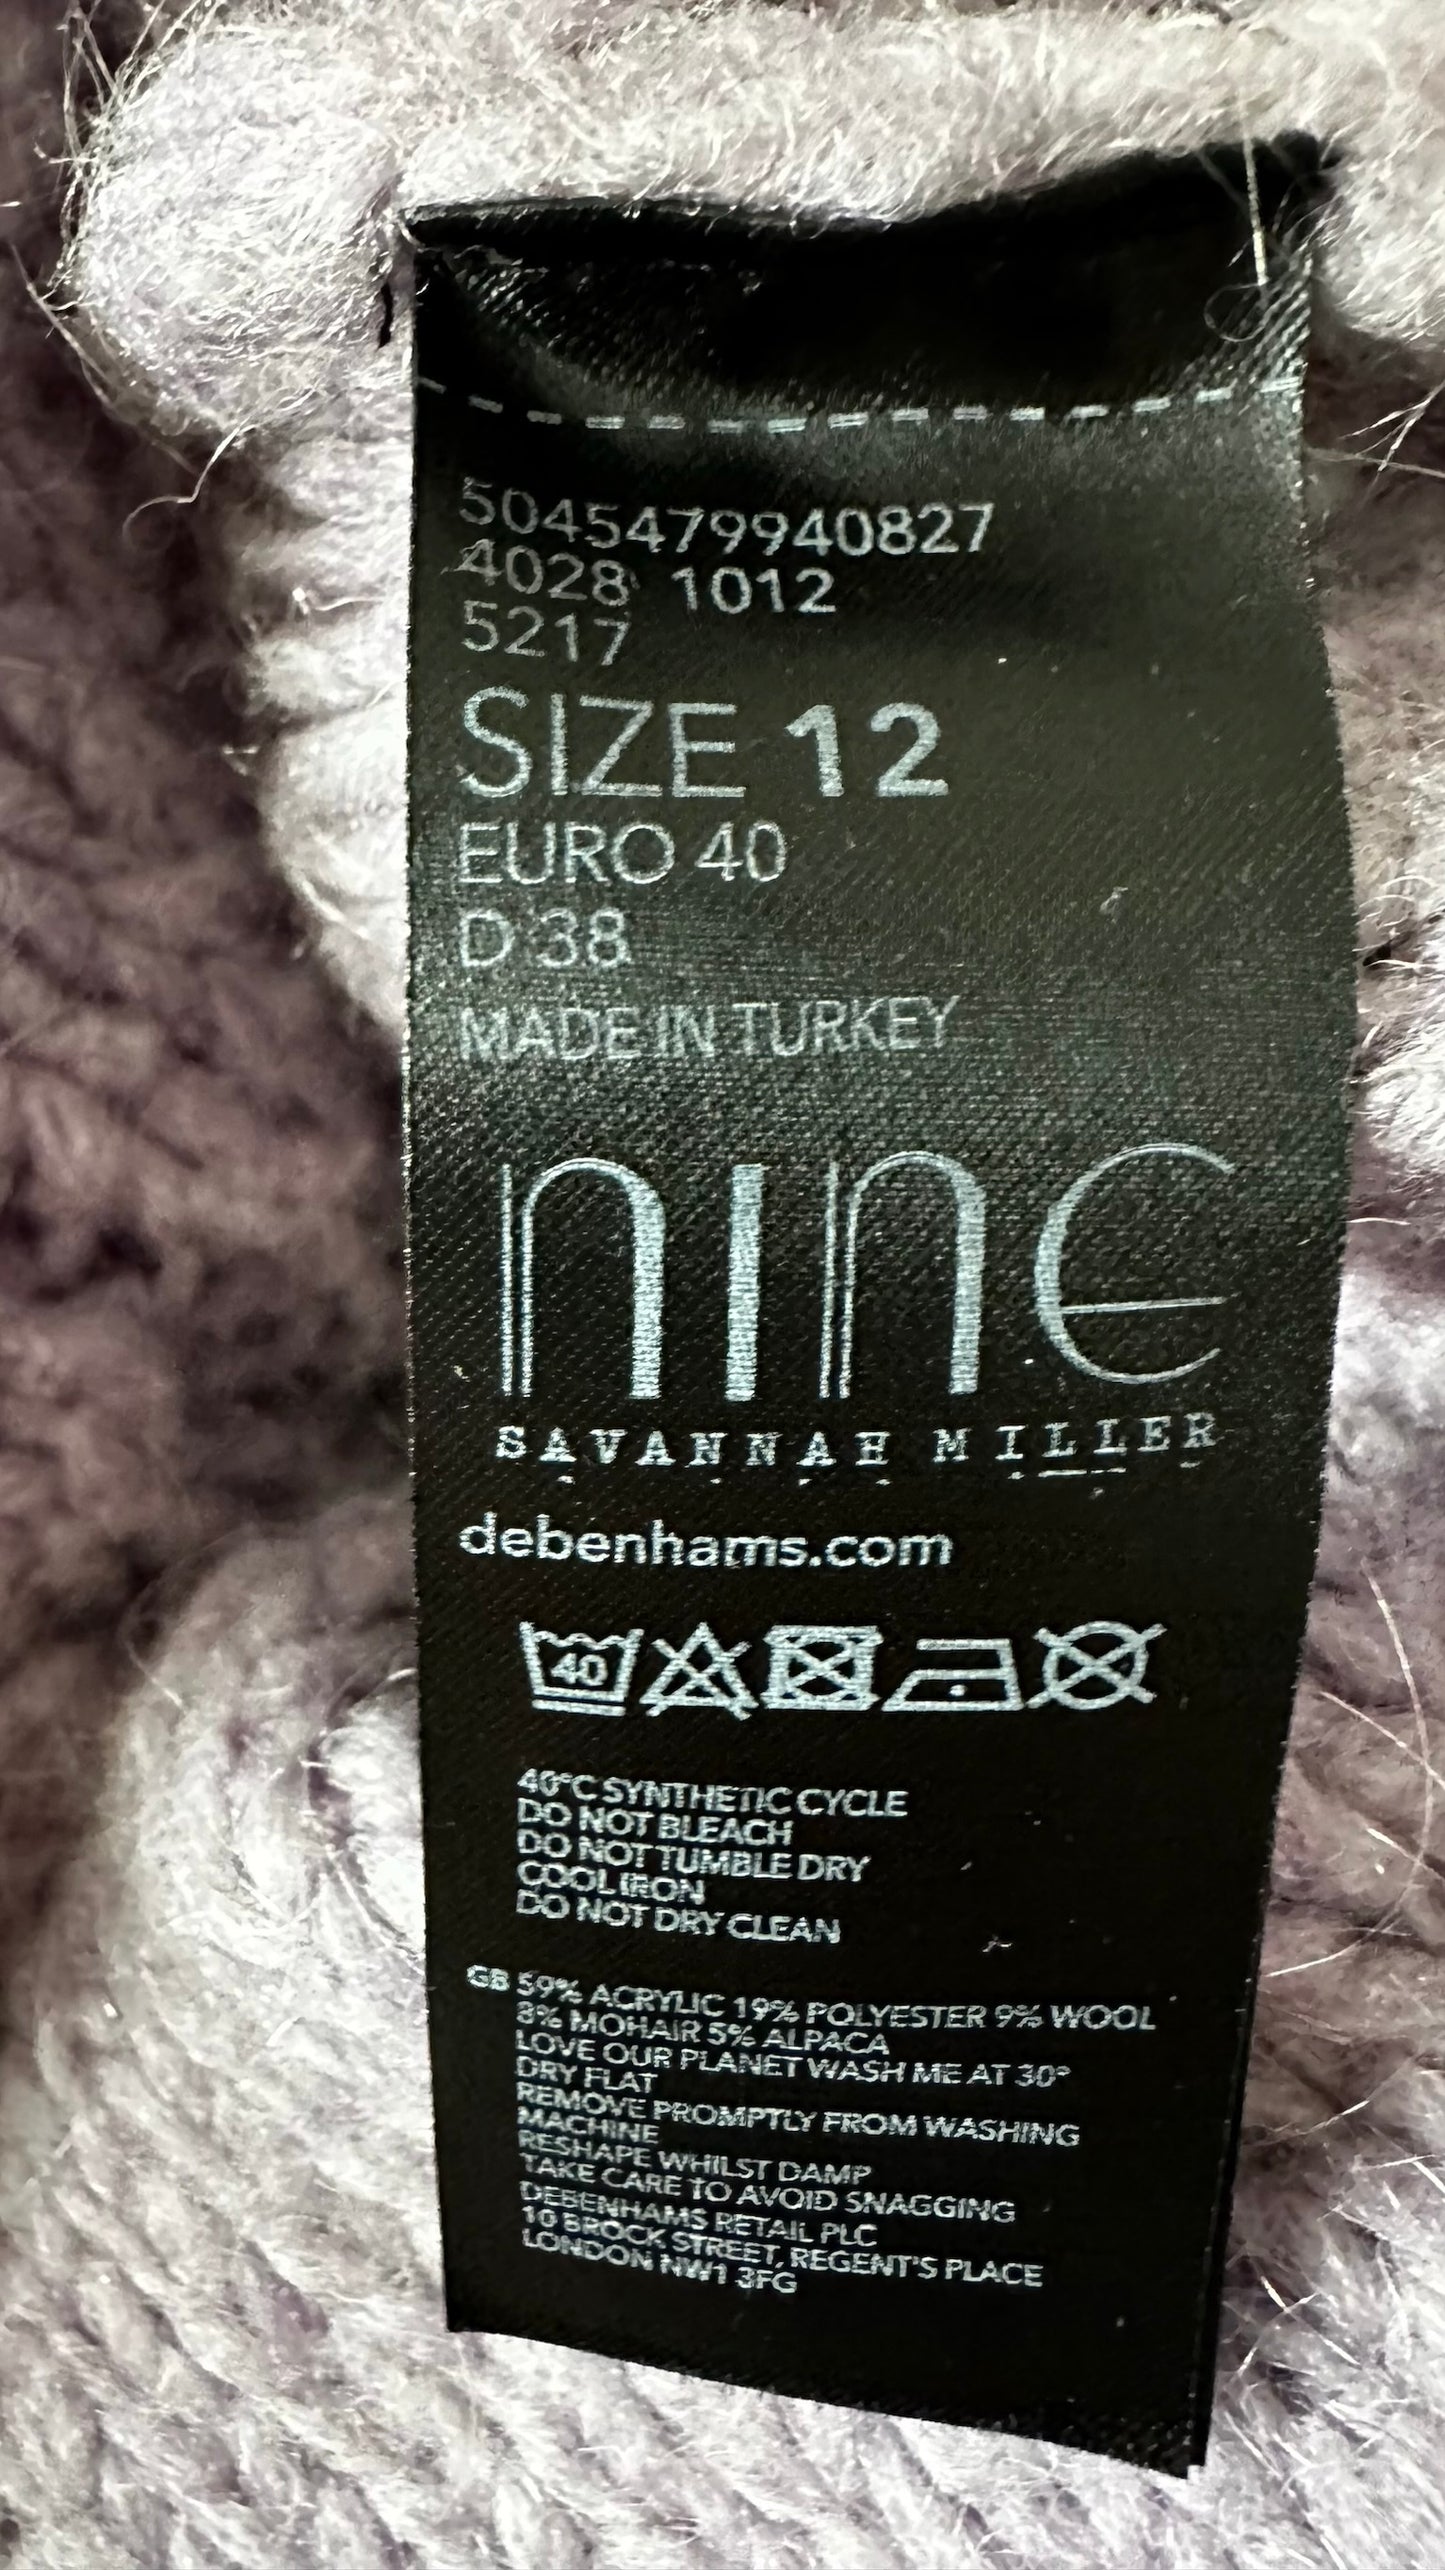 5045479940827
4028 1012
5217
SIZE 12
EURO 40
D 38
MADE IN TURKEY
nine
SAVANNAH MILLER
debenhams.com
40
40°C SYNTHETIC CYCLE
DO NOT BLEACH
DO NOT TUMBLE DRY
COOL IRON
DO NOT DRY CLEAN
GB 59% ACRYLIC 19% POLYESTER 9% WOOL
8% MOHAIR 5% ALPACA
LOVE OUR PLANET WASH ME AT 30°
DRY FLAT
REMOVE PROMPTLY FROM WASHING
MACHINE
RESHAPE WHILST DAMP
TAKE CARE TO AVOID SNAGGING
DEBENHAMS RETAIL PLC
10 BROCK STREET, REGENT'S PLACE
LONDON NW1 3FG